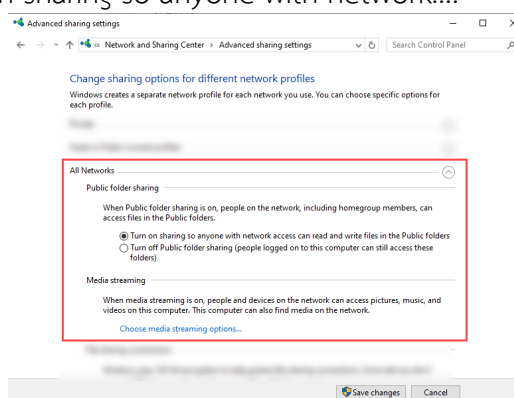 sharing so anyone with network....
Advanced sharing settings
« Network and Sharing Center > Advanced sharing settings
Search Control Panel
Change sharing options for different network profiles
Windows creates a separate network profile for each network you use. You can choose specific options for
each profile.
All Networks
Public folder sharing
When Public folder sharing is on, people on the network, including homegroup members, can
access files in the Public folders.
Turn on sharing so anyone with network access can read and write files in the Public folders
Turn off Public folder sharing (people logged on to this computer can still access these
folders)
Media streaming
When media streaming is on, people and devices on the network can access pictures, music, and
videos on this computer. This computer can also find media on the network.
Choose media streaming options...
Save changes
Cancel